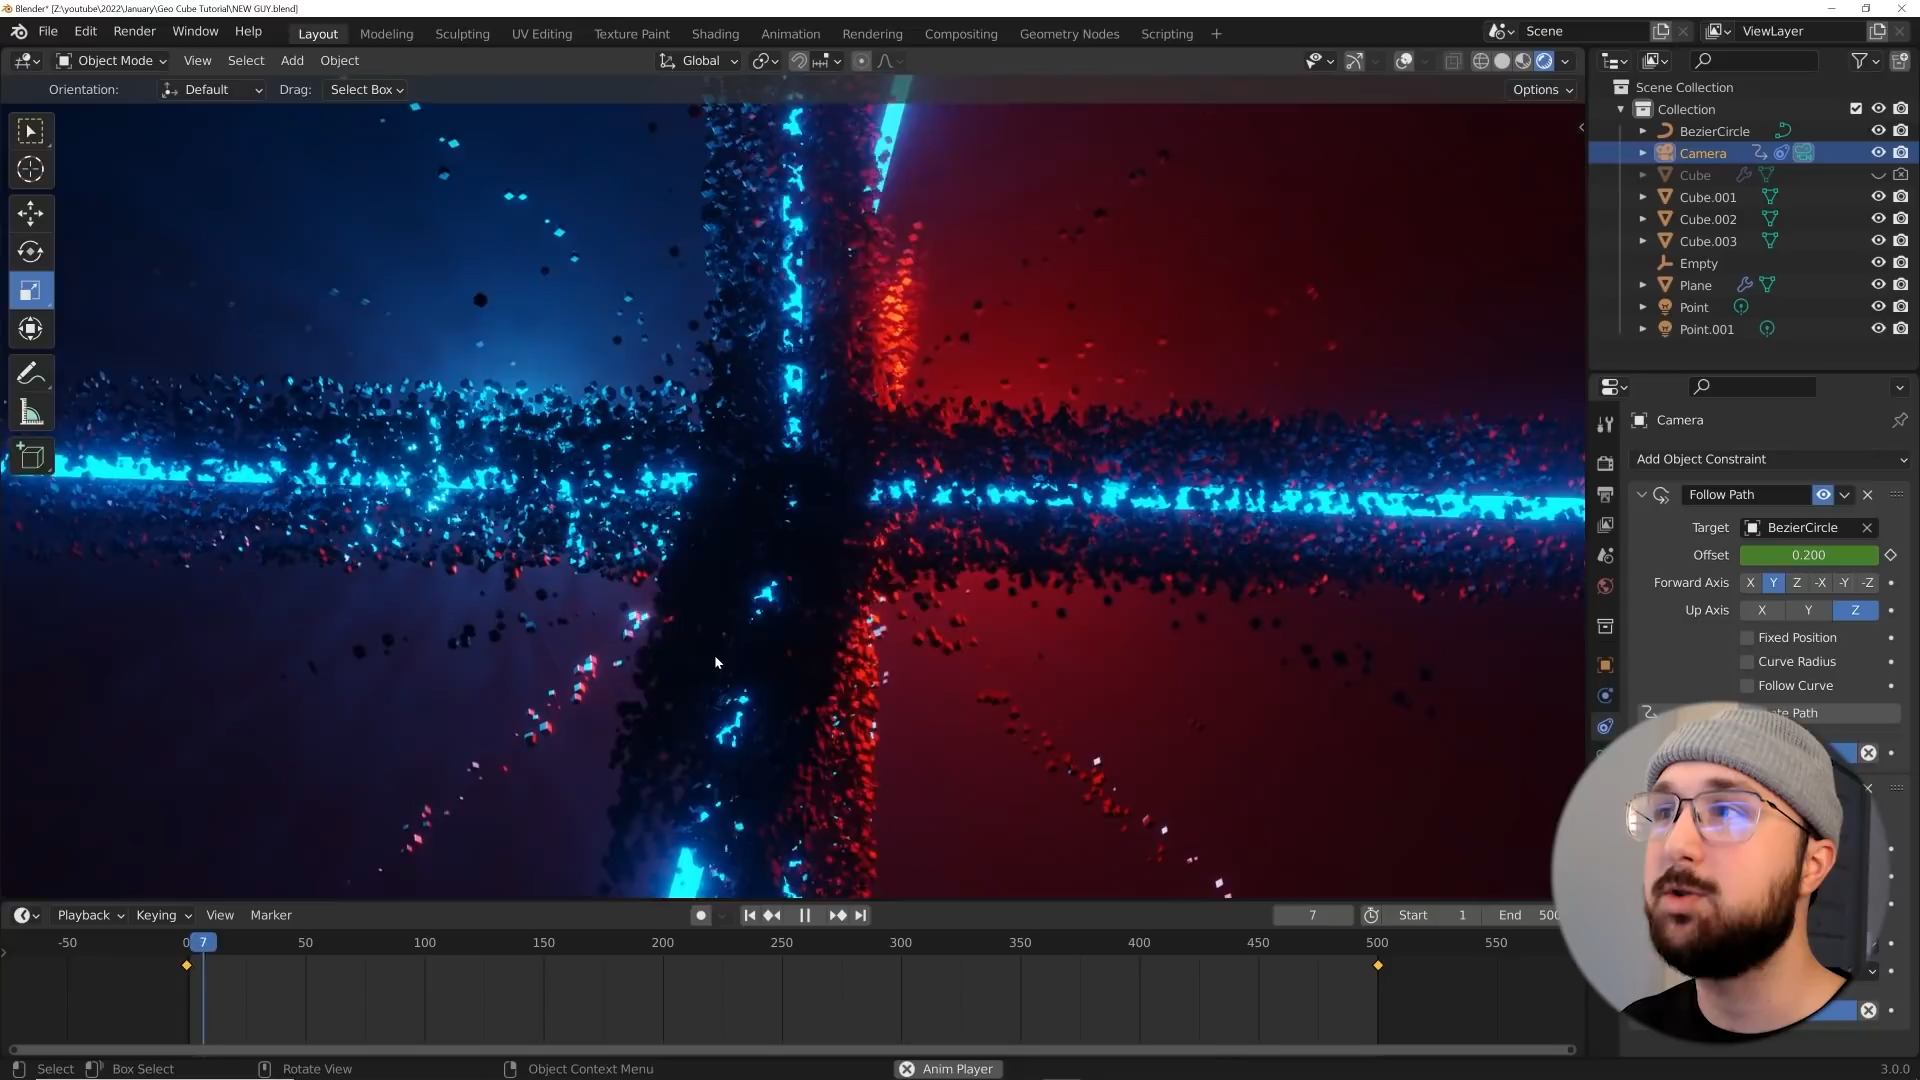 Blender* [Z:\youtube\2022\January\Geo Cube Tutorial\NEW GUY.blend]
File Edit Render Window Help Layout Modeling Sculpting UV Editing Texture Paint Shading Animation Rendering Compositing Geometry Nodes Scripting + Scene ViewLayer
Object Mode View Select Add Object Global
Orientation: Default Drag: Select Box Options
Scene Collection
Collection
BezierCircle
Camera
Cube
Cube.001
Cube.002
Cube.003
Empty
Plane
Point
Point.001
Camera
Add Object Constraint
Follow Path
Target BezierCircle
Offset 0.200
Forward Axis X Y Z -X -Y -Z
Up Axis X Y Z
Fixed Position
Curve Radius
Follow Curve
Path
Playback Keying View Marker 7 Start 1 End 500
-50 0 7 50 100 150 200 250 300 350 400 450 500 550
Select Box Select Rotate View Object Context Menu Anim Player 3.0.0